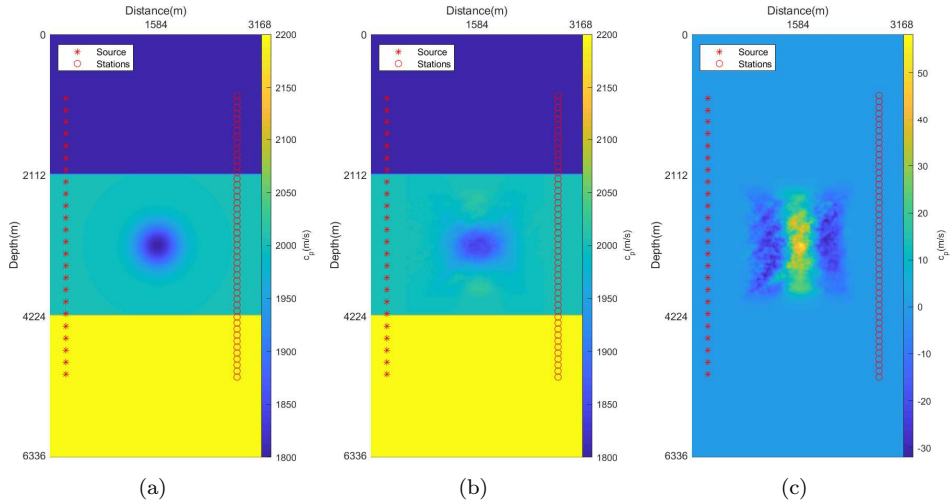 Distance(m)
1584 3168
0
2112
4224
6336
Depth(m)
Source
Stations
2200
2150
2100
2050
2000
1950
1900
1850
1800
c_p(m/s)
(a)
Distance(m)
1584 3168
0
2112
4224
6336
Depth(m)
Source
Stations
2200
2150
2100
2050
2000
1950
1900
1850
1800
c_p(m/s)
(b)
Distance(m)
1584 3168
0
2112
4224
6336
Depth(m)
Source
Stations
50
40
30
20
10
0
-10
-20
-30
c_p(m/s)
(c)